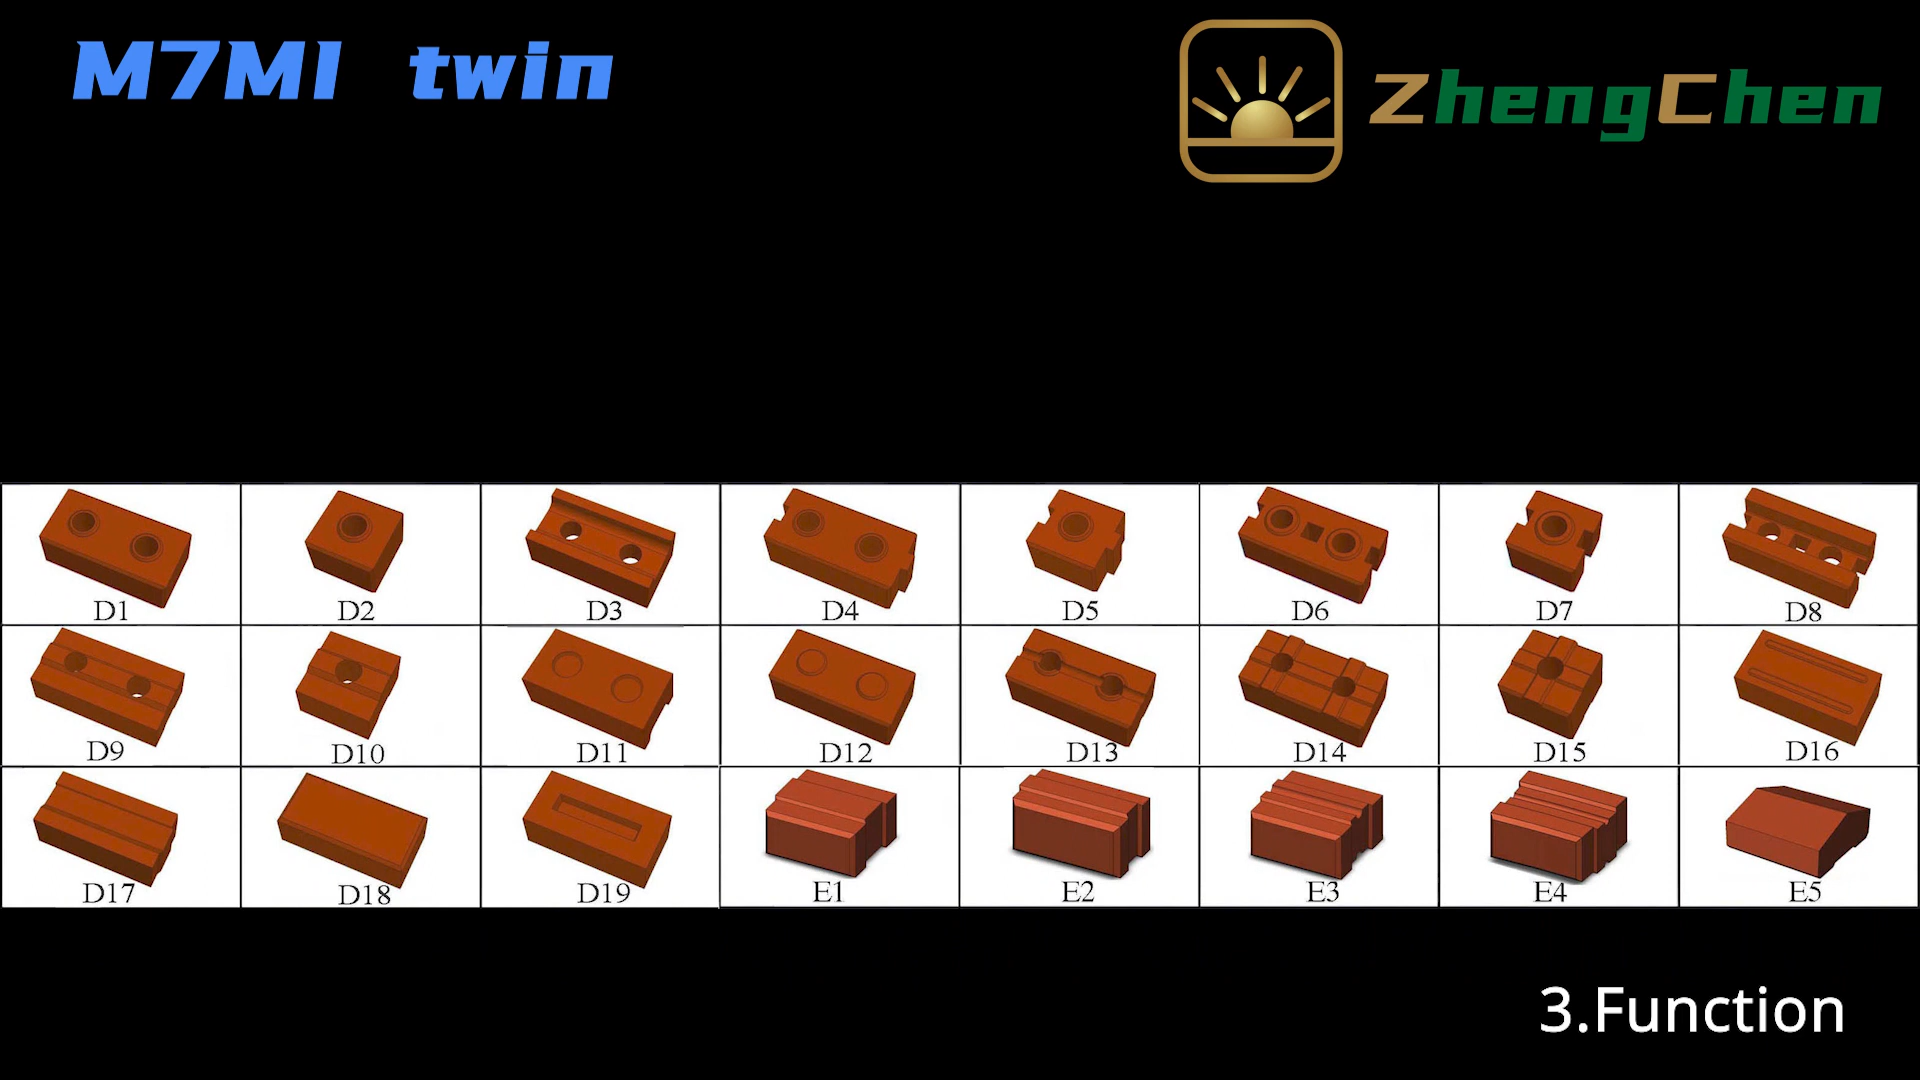 M7MI twin
ZhengChen
D1 D2 D3 D4 D5 D6 D7 D8
D9 D10 D11 D12 D13 D14 D15 D16
D17 D18 D19 E1 E2 E3 E4 E5
3.Function